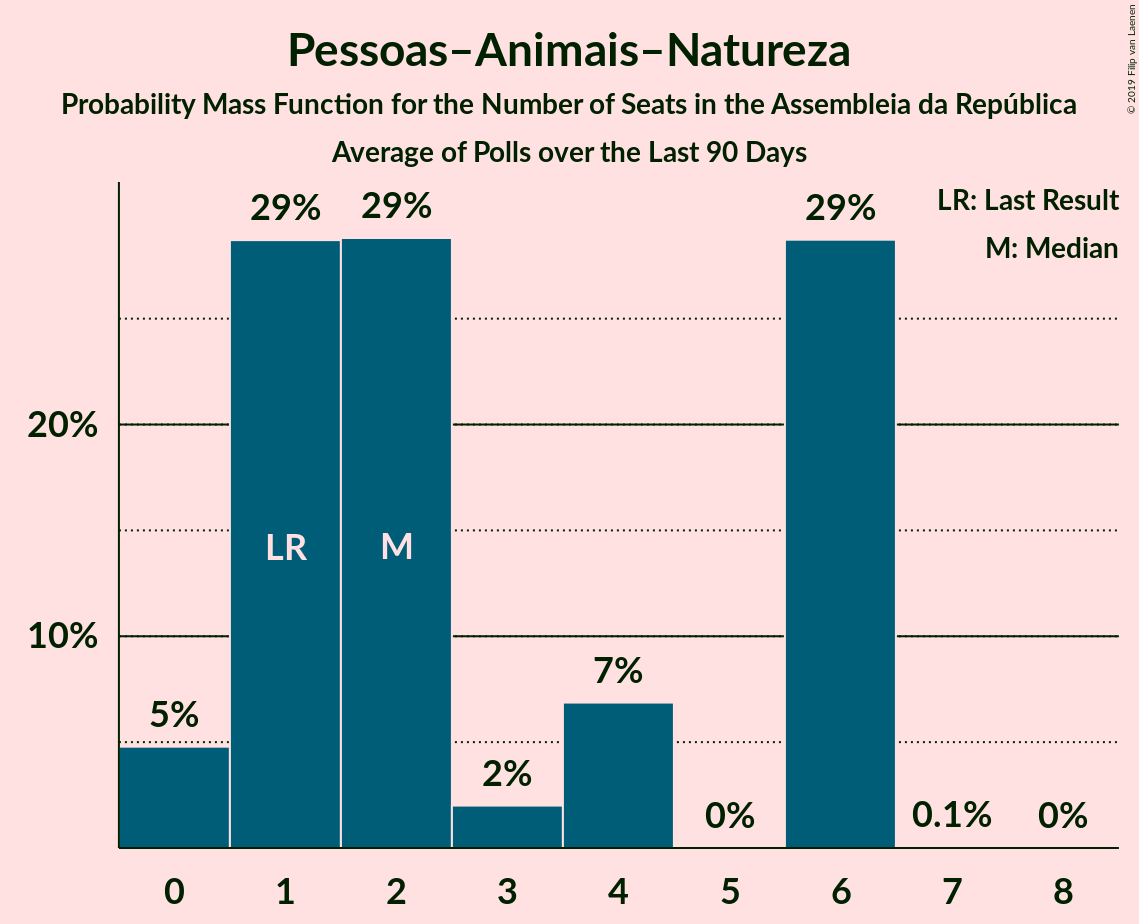 Pessoas–Animais–Natureza
Probability Mass Function for the Number of Seats in the Assembleia da República
Average of Polls over the Last 90 Days
© 2019 Filip van Laenen
LR: Last Result
M: Median
29%
29%
29%
20%
LR
M
10%
7%
5%
2%
0%
0.1%
0%
0 1 2 3 4 5 6 7 8